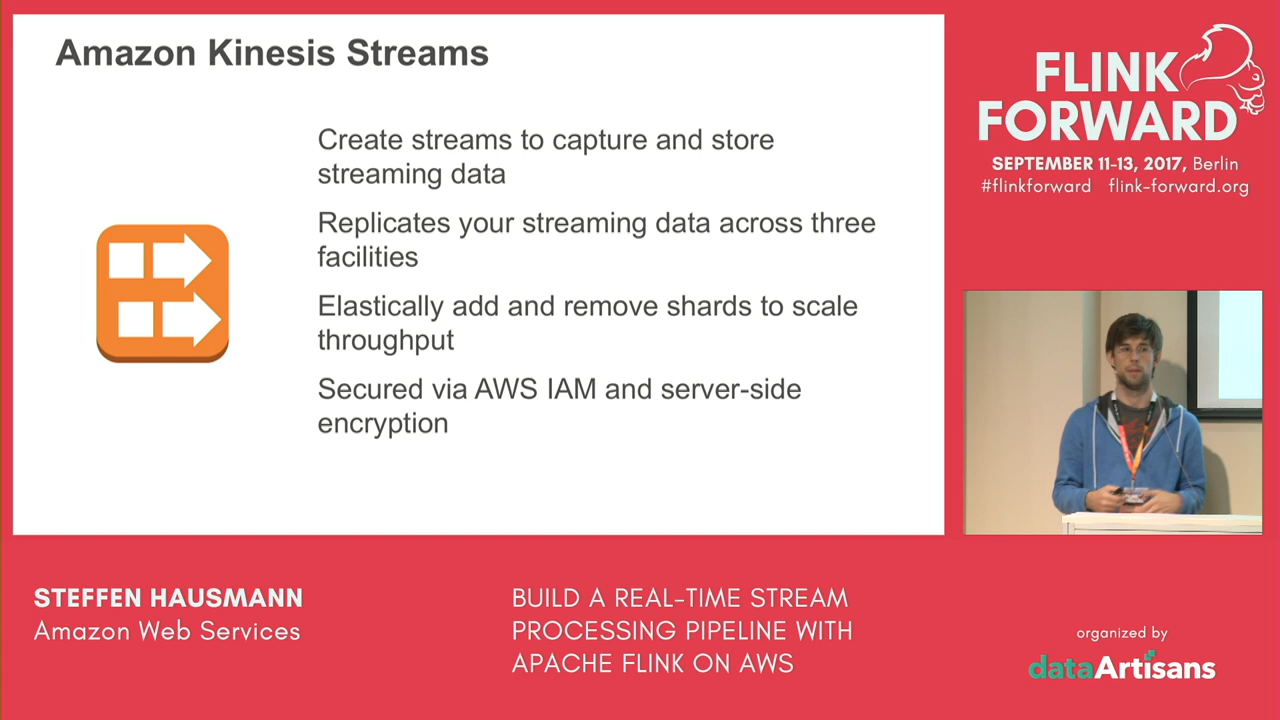 Amazon Kinesis Streams
Create streams to capture and store
streaming data
Replicates your streaming data across three
facilities
Elastically add and remove shards to scale
throughput
Secured via AWS IAM and server-side
encryption
FLINK
FORWARD
SEPTEMBER 11-13, 2017, Berlin
#flinkforward flink-forward.org
STEFFEN HAUSMANN
Amazon Web Services
BUILD A REAL-TIME STREAM
PROCESSING PIPELINE WITH
APACHE FLINK ON AWS
organized by
dataArtisans